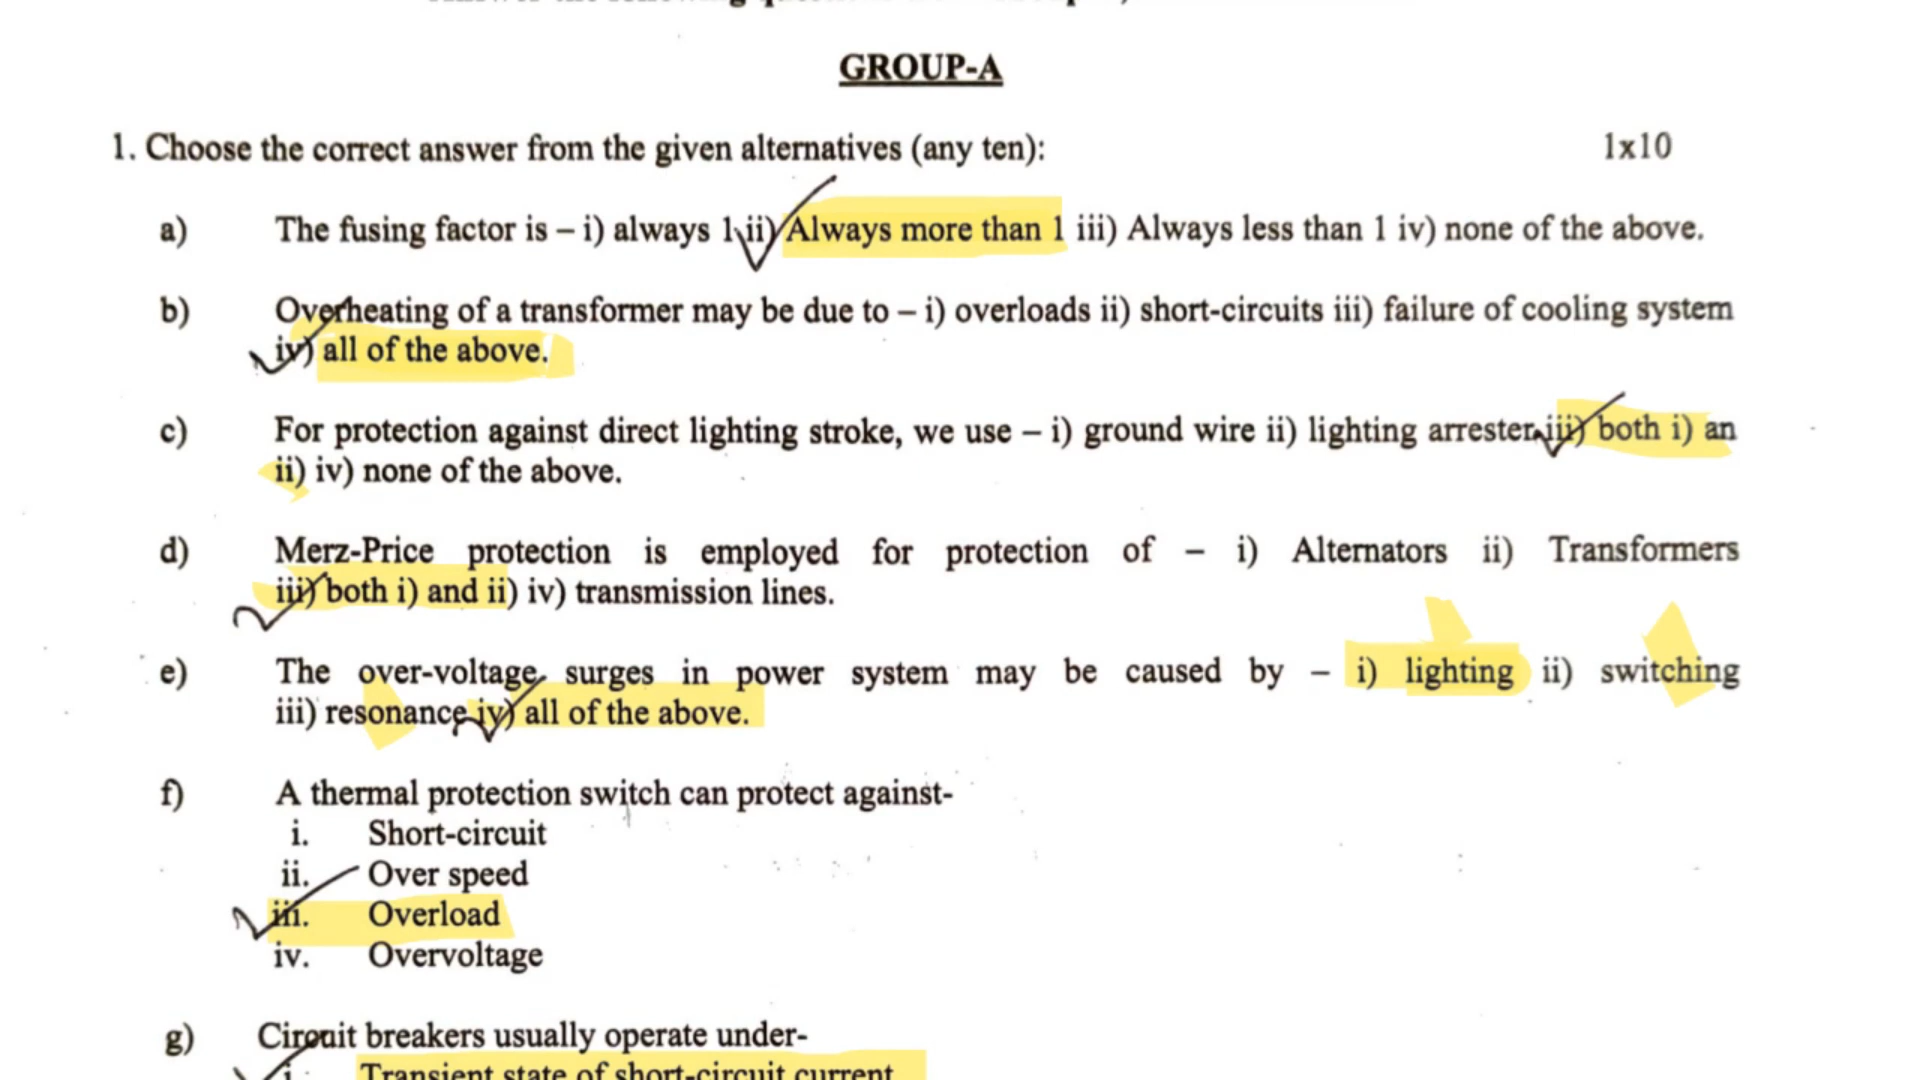 GROUP-A
1. Choose the correct answer from the given alternatives (any ten): 1x10
a) The fusing factor is – i) always 1 ii) Always more than 1 iii) Always less than 1 iv) none of the above.
b) Overheating of a transformer may be due to – i) overloads ii) short-circuits iii) failure of cooling system
iv) all of the above.
c) For protection against direct lighting stroke, we use – i) ground wire ii) lighting arrester iii) both i) an
ii) iv) none of the above.
d) Merz-Price protection is employed for protection of – i) Alternators ii) Transformers
iii) both i) and ii) iv) transmission lines.
e) The over-voltage surges in power system may be caused by – i) lighting ii) switching
iii) resonance iv) all of the above.
f) A thermal protection switch can protect against-
i. Short-circuit
ii. Over speed
iii. Overload
iv. Overvoltage
g) Circuit breakers usually operate under-
i. Transient state of short-circuit current